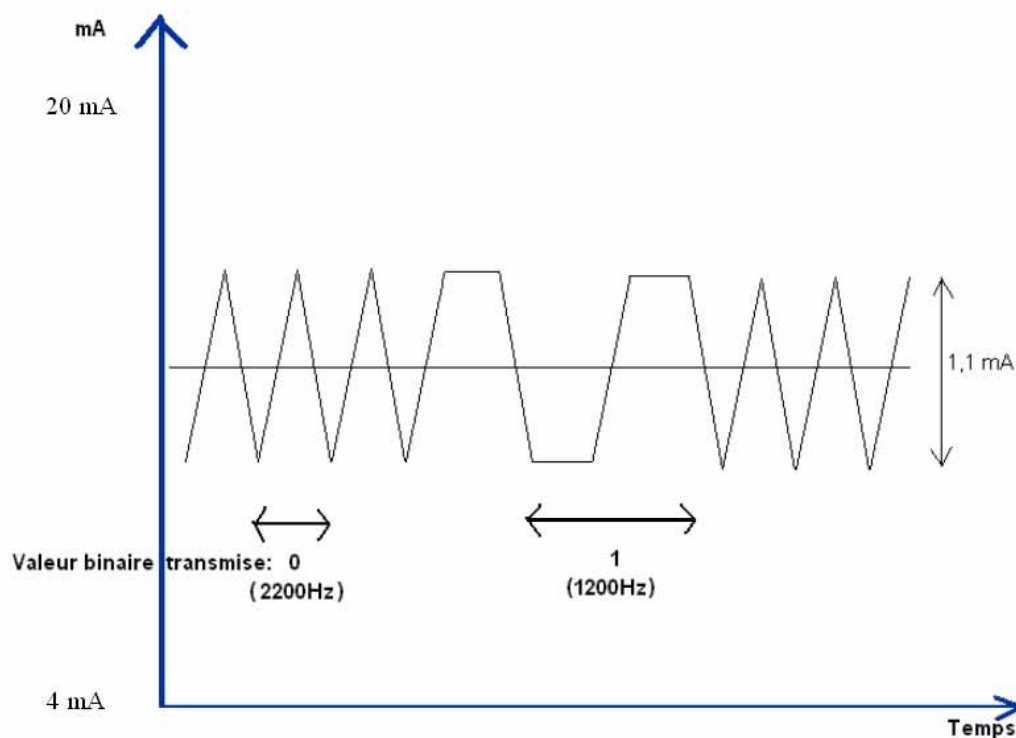 mA
20 mA
1,1 mA
Valeur binaire transmise: 0
(2200Hz)
1
(1200Hz)
4 mA
Temps